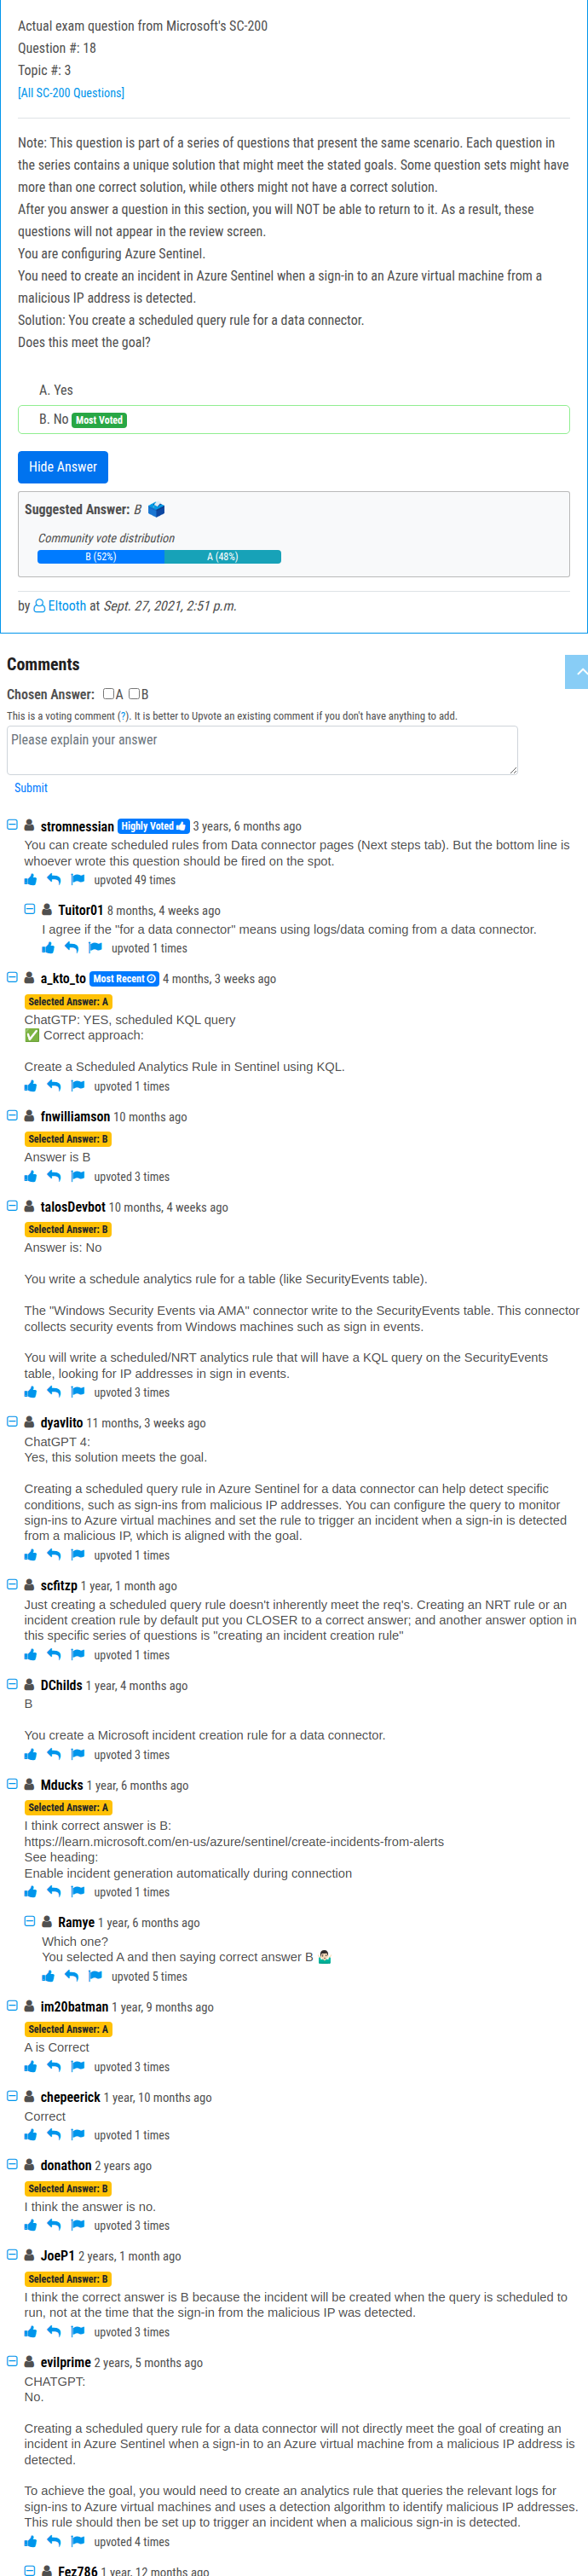 Actual exam question from Microsoft's SC-200
Question #: 18
Topic #: 3
[All SC-200 Questions]
Note: This question is part of a series of questions that present the same scenario. Each question in
the series contains a unique solution that might meet the stated goals. Some question sets might have
more than one correct solution, while others might not have a correct solution.
After you answer a question in this section, you will NOT be able to return to it. As a result, these
questions will not appear in the review screen.
You are configuring Azure Sentinel.
You need to create an incident in Azure Sentinel when a sign-in to an Azure virtual machine from a
malicious IP address is detected.
Solution: You create a scheduled query rule for a data connector.
Does this meet the goal?
A. Yes
B. No Most Voted
Hide Answer
Suggested Answer: B
Community vote distribution
B (52%) A (48%)
by Eltooth at Sept. 27, 2021, 2:51 p.m.
Comments
Chosen Answer: A B
This is a voting comment (?). It is better to Upvote an existing comment if you don't have anything to add.
Please explain your answer
Submit
stromnessian Highly Voted 3 years, 6 months ago
You can create scheduled rules from Data connector pages (Next steps tab). But the bottom line is
whoever wrote this question should be fired on the spot.
upvoted 49 times
Tuitor01 8 months, 4 weeks ago
I agree if the "for a data connector" means using logs/data coming from a data connector.
upvoted 1 times
a_kto_to Most Recent 4 months, 3 weeks ago
Selected Answer: A
ChatGTP: YES, scheduled KQL query
✅ Correct approach:
Create a Scheduled Analytics Rule in Sentinel using KQL.
upvoted 1 times
fnwilliamson 10 months ago
Selected Answer: B
Answer is B
upvoted 3 times
talosDevbot 10 months, 4 weeks ago
Selected Answer: B
Answer is: No
You write a schedule analytics rule for a table (like SecurityEvents table).
The "Windows Security Events via AMA" connector write to the SecurityEvents table. This connector
collects security events from Windows machines such as sign in events.
You will write a scheduled/NRT analytics rule that will have a KQL query on the SecurityEvents
table, looking for IP addresses in sign in events.
upvoted 3 times
dyavlito 11 months, 3 weeks ago
ChatGPT 4:
Yes, this solution meets the goal.
Creating a scheduled query rule in Azure Sentinel for a data connector can help detect specific
conditions, such as sign-ins from malicious IP addresses. You can configure the query to monitor
sign-ins to Azure virtual machines and set the rule to trigger an incident when a sign-in is detected
from a malicious IP, which is aligned with the goal.
upvoted 1 times
scfitzp 1 year, 1 month ago
Just creating a scheduled query rule doesn't inherently meet the req's. Creating an NRT rule or an
incident creation rule by default put you CLOSER to a correct answer; and another answer option in
this specific series of questions is "creating an incident creation rule"
upvoted 1 times
DChilds 1 year, 4 months ago
B
You create a Microsoft incident creation rule for a data connector.
upvoted 3 times
Mducks 1 year, 6 months ago
Selected Answer: A
I think correct answer is B:
https://learn.microsoft.com/en-us/azure/sentinel/create-incidents-from-alerts
See heading:
Enable incident generation automatically during connection
upvoted 1 times
Ramye 1 year, 6 months ago
Which one?
You selected A and then saying correct answer B 🤷🏻‍♂️
upvoted 5 times
im20batman 1 year, 9 months ago
Selected Answer: A
A is Correct
upvoted 3 times
chepeerick 1 year, 10 months ago
Correct
upvoted 1 times
donathon 2 years ago
Selected Answer: B
I think the answer is no.
upvoted 3 times
JoeP1 2 years, 1 month ago
Selected Answer: B
I think the correct answer is B because the incident will be created when the query is scheduled to
run, not at the time that the sign-in from the malicious IP was detected.
upvoted 3 times
evilprime 2 years, 5 months ago
CHATGPT:
No.
Creating a scheduled query rule for a data connector will not directly meet the goal of creating an
incident in Azure Sentinel when a sign-in to an Azure virtual machine from a malicious IP address is
detected.
To achieve the goal, you would need to create an analytics rule that queries the relevant logs for
sign-ins to Azure virtual machines and uses a detection algorithm to identify malicious IP addresses.
This rule should then be set up to trigger an incident when a malicious sign-in is detected.
upvoted 4 times
Fez786 1 year, 12 months ago